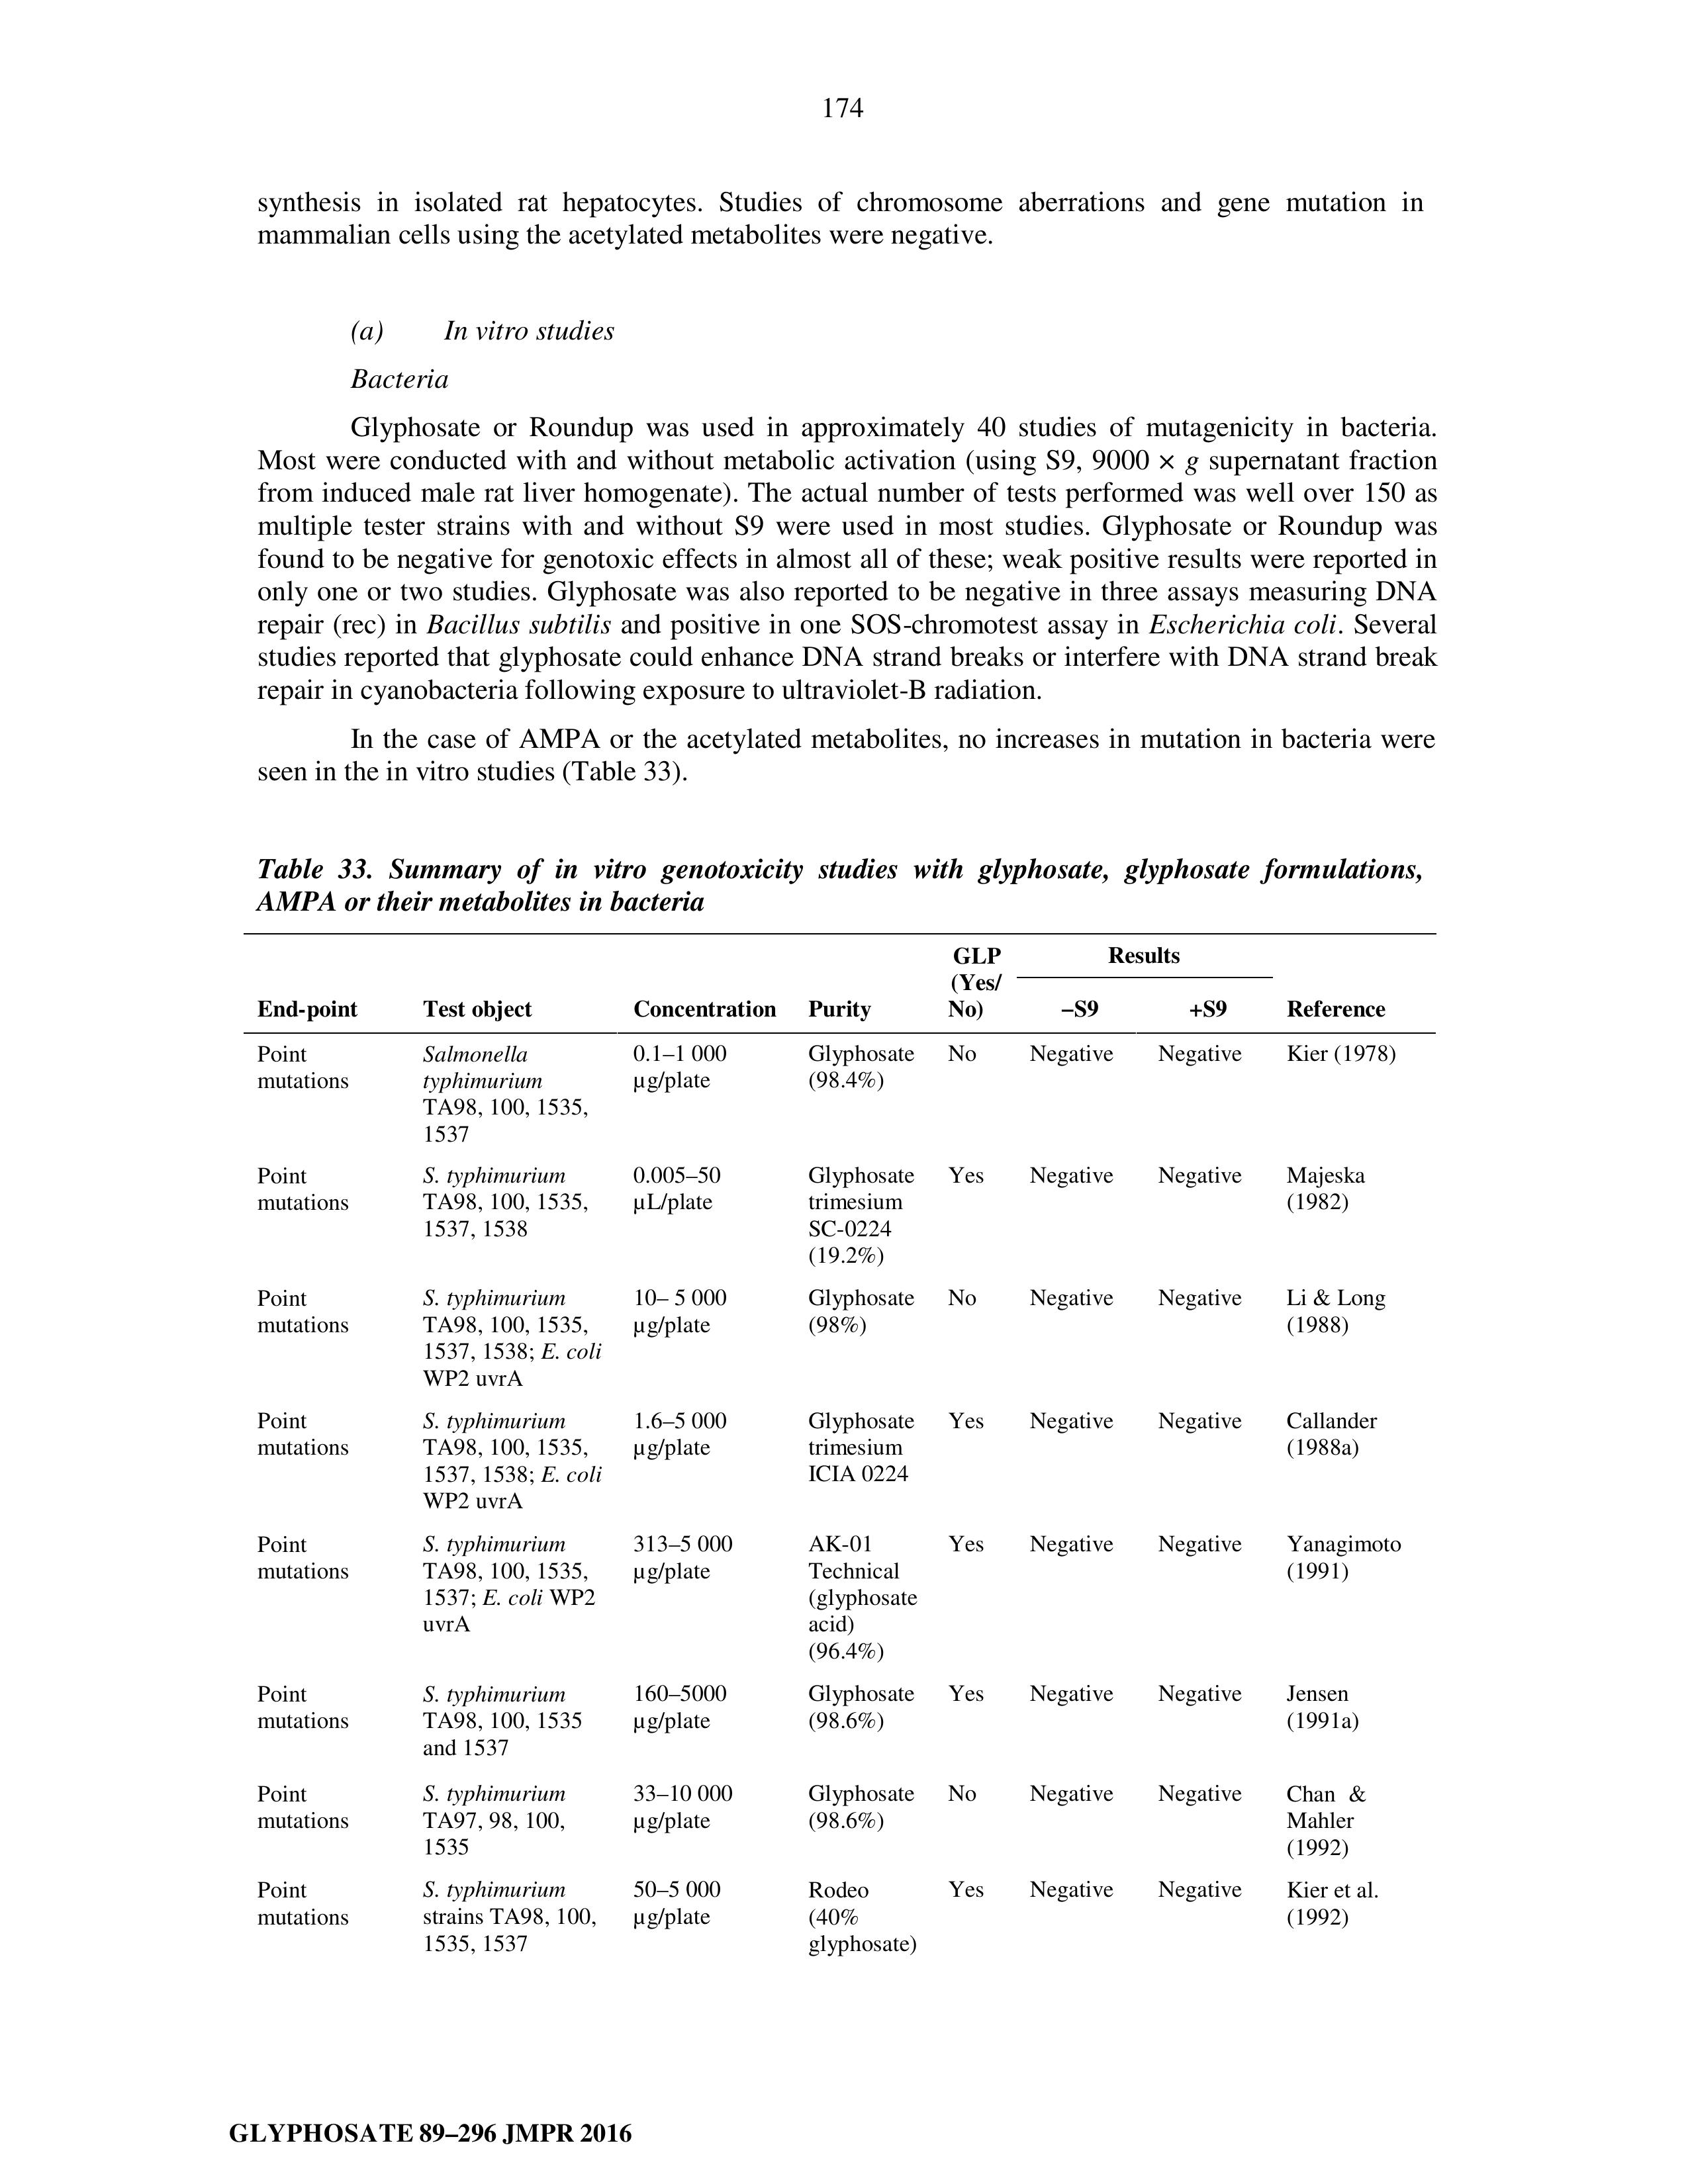 174
synthesis in isolated rat hepatocytes. Studies of chromosome aberrations and gene mutation in
mammalian cells using the acetylated metabolites were negative.
(a) In vitro studies
Bacteria
Glyphosate or Roundup was used in approximately 40 studies of mutagenicity in bacteria.
Most were conducted with and without metabolic activation (using S9, 9000 × g supernatant fraction
from induced male rat liver homogenate). The actual number of tests performed was well over 150 as
multiple tester strains with and without S9 were used in most studies. Glyphosate or Roundup was
found to be negative for genotoxic effects in almost all of these; weak positive results were reported in
only one or two studies. Glyphosate was also reported to be negative in three assays measuring DNA
repair (rec) in Bacillus subtilis and positive in one SOS-chromotest assay in Escherichia coli. Several
studies reported that glyphosate could enhance DNA strand breaks or interfere with DNA strand break
repair in cyanobacteria following exposure to ultraviolet-B radiation.
In the case of AMPA or the acetylated metabolites, no increases in mutation in bacteria were
seen in the in vitro studies (Table 33).
Table 33. Summary of in vitro genotoxicity studies with glyphosate, glyphosate formulations,
AMPA or their metabolites in bacteria
GLP Results
(Yes/
End-point Test object Concentration Purity No) –S9 +S9 Reference
Point Salmonella 0.1–1 000 Glyphosate No Negative Negative Kier (1978)
mutations typhimurium µg/plate (98.4%)
TA98, 100, 1535,
1537
Point S. typhimurium 0.005–50 Glyphosate Yes Negative Negative Majeska
mutations TA98, 100, 1535, µL/plate trimesium (1982)
1537, 1538 SC-0224
(19.2%)
Point S. typhimurium 10– 5 000 Glyphosate No Negative Negative Li & Long
mutations TA98, 100, 1535, µg/plate (98%) (1988)
1537, 1538; E. coli
WP2 uvrA
Point S. typhimurium 1.6–5 000 Glyphosate Yes Negative Negative Callander
mutations TA98, 100, 1535, µg/plate trimesium (1988a)
1537, 1538; E. coli ICIA 0224
WP2 uvrA
Point S. typhimurium 313–5 000 AK-01 Yes Negative Negative Yanagimoto
mutations TA98, 100, 1535, µg/plate Technical (1991)
1537; E. coli WP2 (glyphosate
uvrA acid)
(96.4%)
Point S. typhimurium 160–5000 Glyphosate Yes Negative Negative Jensen
mutations TA98, 100, 1535 µg/plate (98.6%) (1991a)
and 1537
Point S. typhimurium 33–10 000 Glyphosate No Negative Negative Chan &
mutations TA97, 98, 100, µg/plate (98.6%) Mahler
1535 (1992)
Point S. typhimurium 50–5 000 Rodeo Yes Negative Negative Kier et al.
mutations strains TA98, 100, µg/plate (40% (1992)
1535, 1537 glyphosate)
GLYPHOSATE 89–296 JMPR 2016